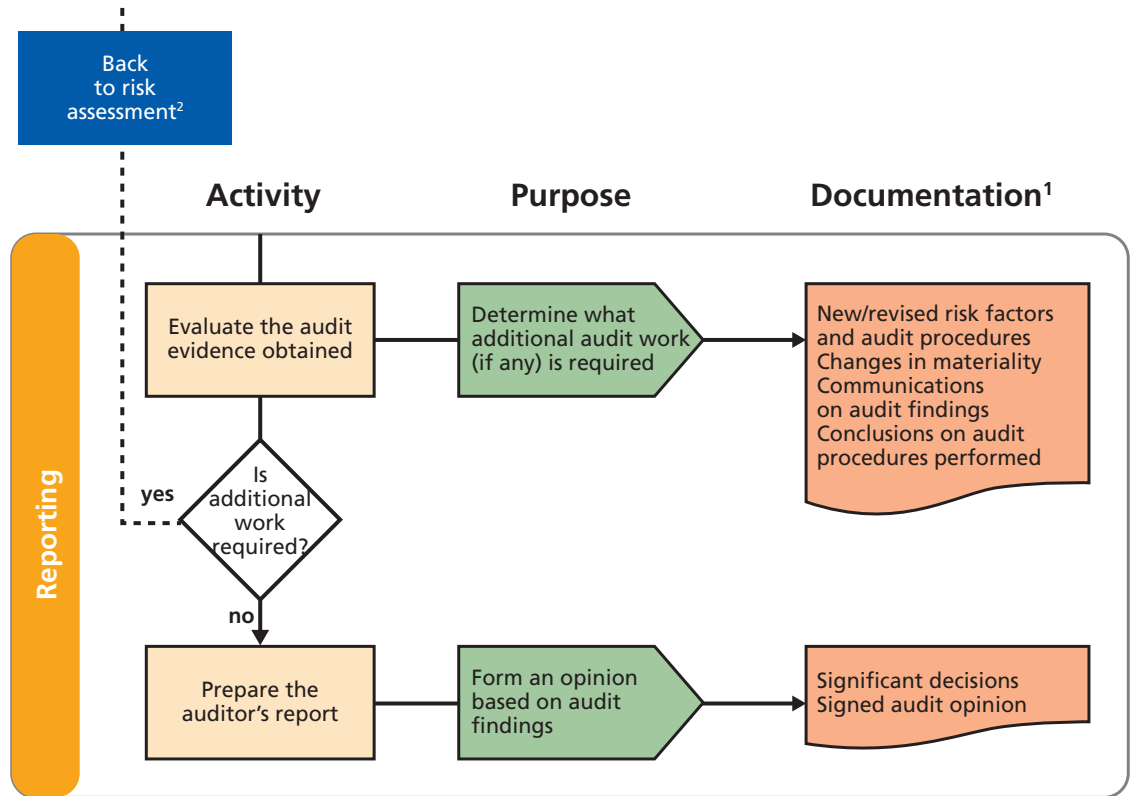 Back
to risk
assessment²
Activity
Purpose
Documentation¹
Reporting
Evaluate the audit
evidence obtained
Determine what
additional audit work
(if any) is required
New/revised risk factors
and audit procedures
Changes in materiality
Communications
on audit findings
Conclusions on audit
procedures performed
yes
Is
additional
work
required?
no
Prepare the
auditor’s report
Form an opinion
based on audit
findings
Significant decisions
Signed audit opinion